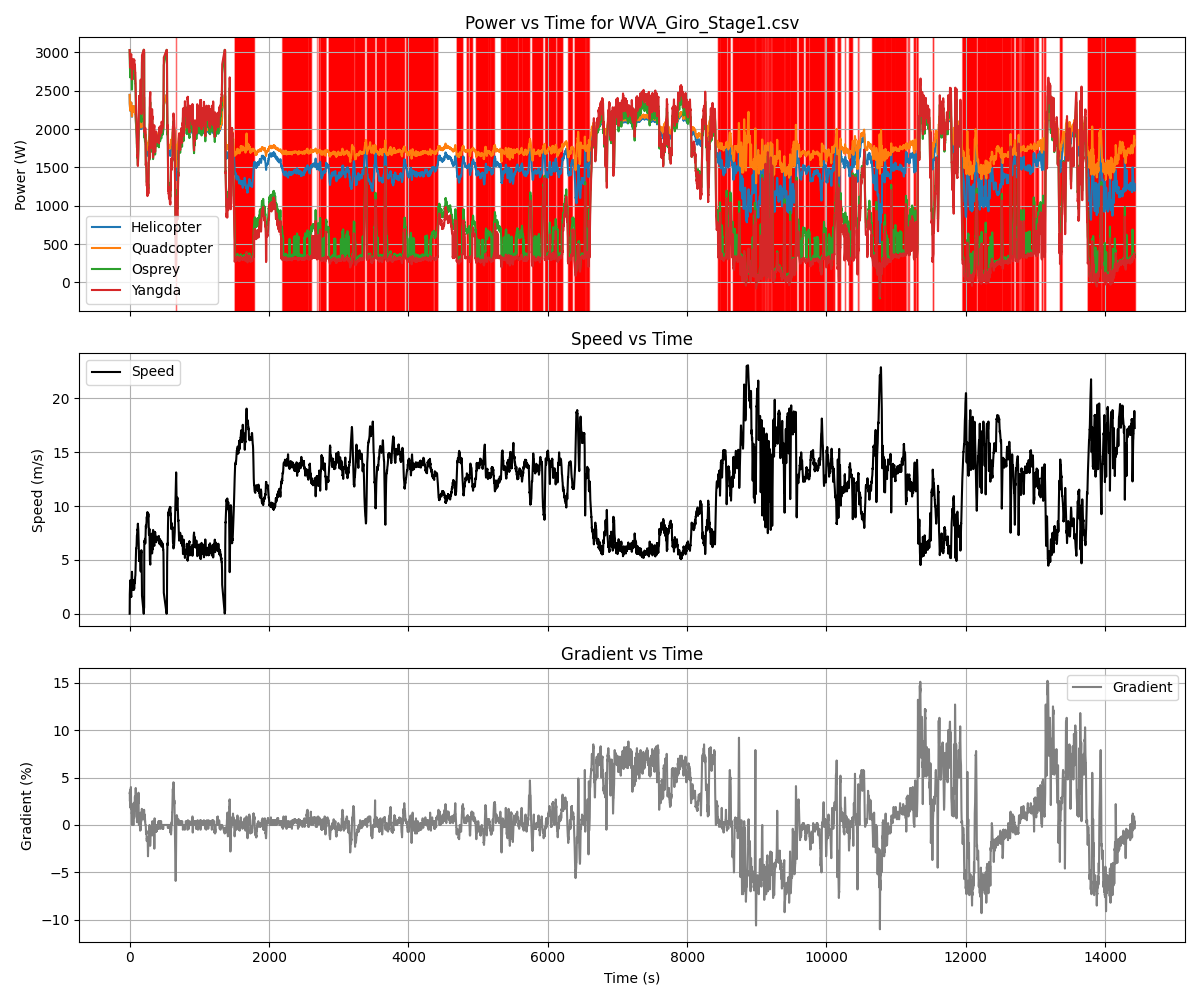 Power vs Time for WVA_Giro_Stage1.csv
3000
2500
2000
1500
1000
500
0
Power (W)
Helicopter
Quadcopter
Osprey
Yangda
Speed vs Time
20
15
10
5
0
Speed (m/s)
Speed
Gradient vs Time
15
10
5
0
−5
−10
Gradient (%)
Gradient
0 2000 4000 6000 8000 10000 12000 14000
Time (s)